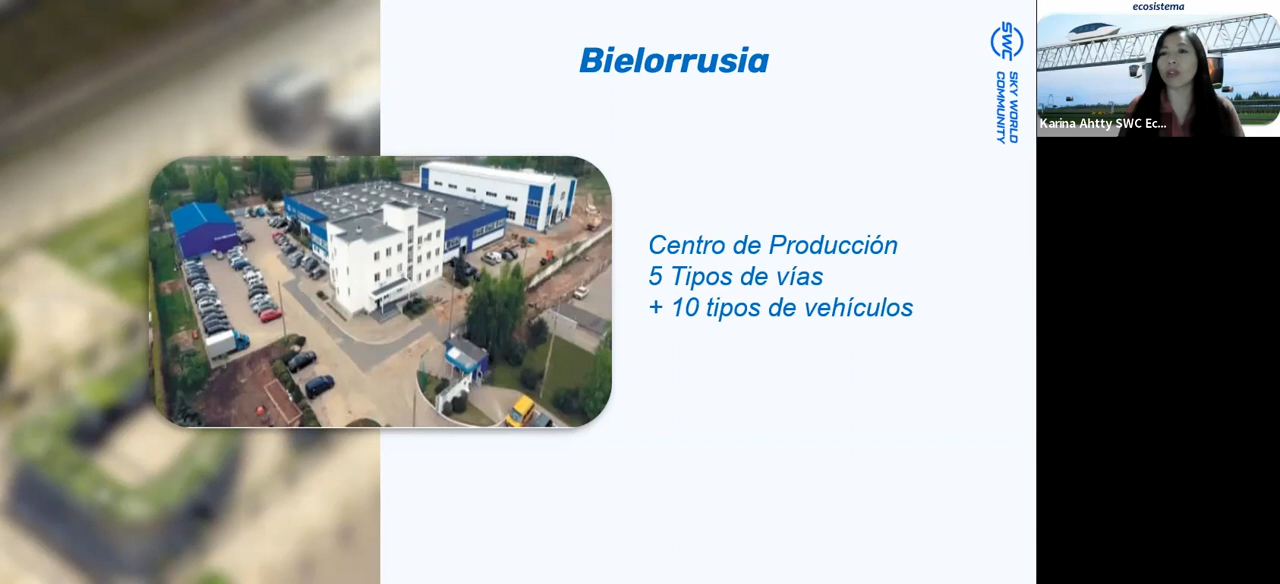 Bielorrusia
SWC
SKY WORLD
COMMUNITY
Centro de Producción
5 Tipos de vías
+ 10 tipos de vehículos
ecosistema
Karina Ahtty SWC Ec...